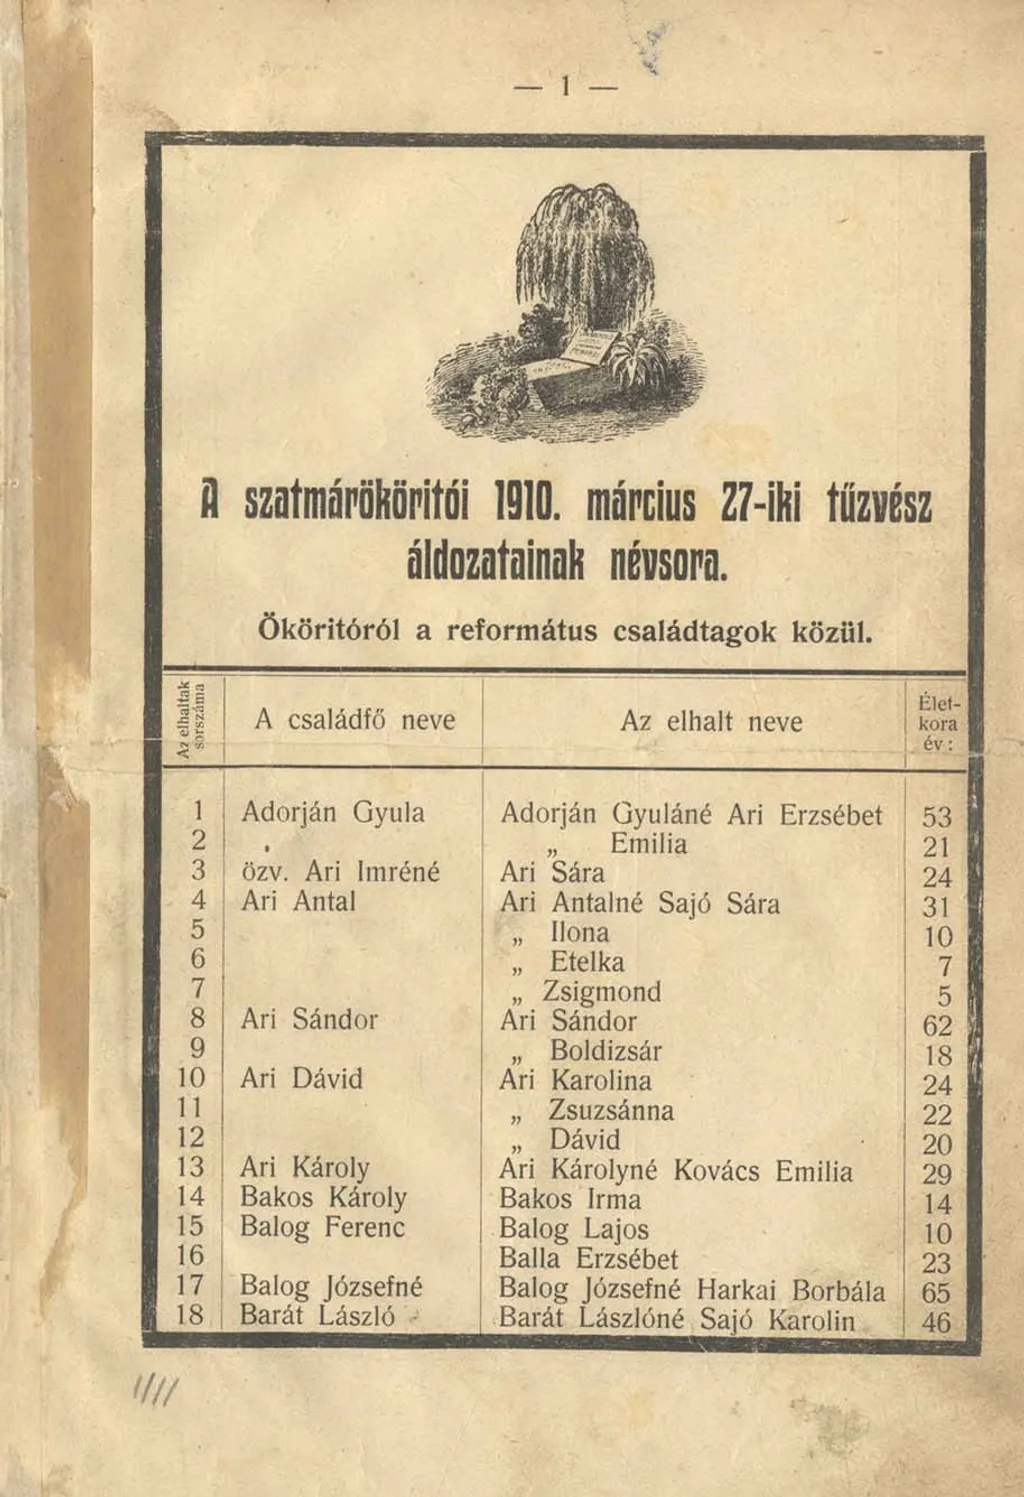 — 1 —
A szatmárököritói 1910. március 27-iki tűzvész
áldozatainak névsora.
Ököritóról a református családtagok közül.
Az elhaltak sorszáma A családfő neve Az elhalt neve Élet-kora év:
1 Adorján Gyula Adorján Gyuláné Ari Erzsébet 53
2 „ Emilia 21
3 özv. Ari Imréné Ari Sára 24
4 Ari Antal Ari Antalné Sajó Sára 31
5 „ Ilona 10
6 „ Etelka 7
7 „ Zsigmond 5
8 Ari Sándor Ari Sándor 62
9 „ Boldizsár 18
10 Ari Dávid Ari Karolina 24
11 „ Zsuzsánna 22
12 „ Dávid 20
13 Ari Károly Ari Károlyné Kovács Emilia 29
14 Bakos Károly Bakos Irma 14
15 Balog Ferenc Balog Lajos 10
16 Balla Erzsébet 23
17 Balog Józsefné Balog Józsefné Harkai Borbála 65
18 Barát László Barát Lászlóné Sajó Karolin 46